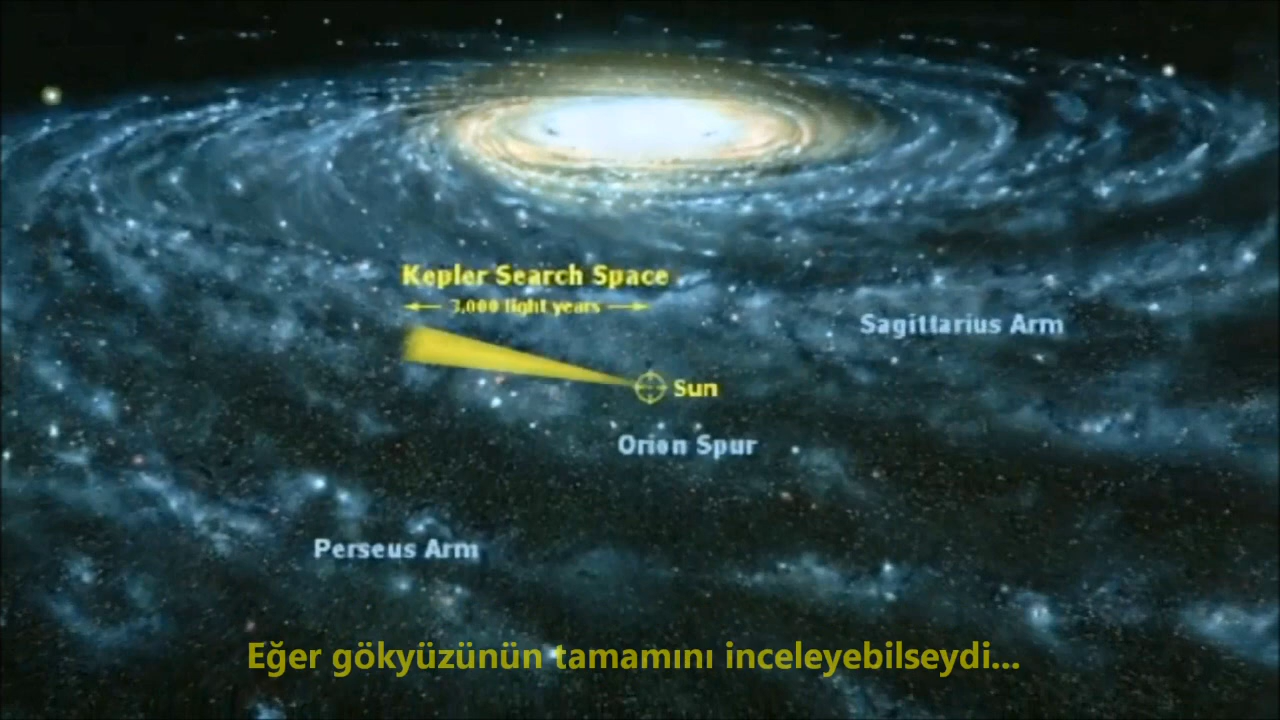 Kepler Search Space
3,000 light years
Sagittarius Arm
Sun
Orion Spur
Perseus Arm
Eğer gökyüzünün tamamını inceleyebilseydi...